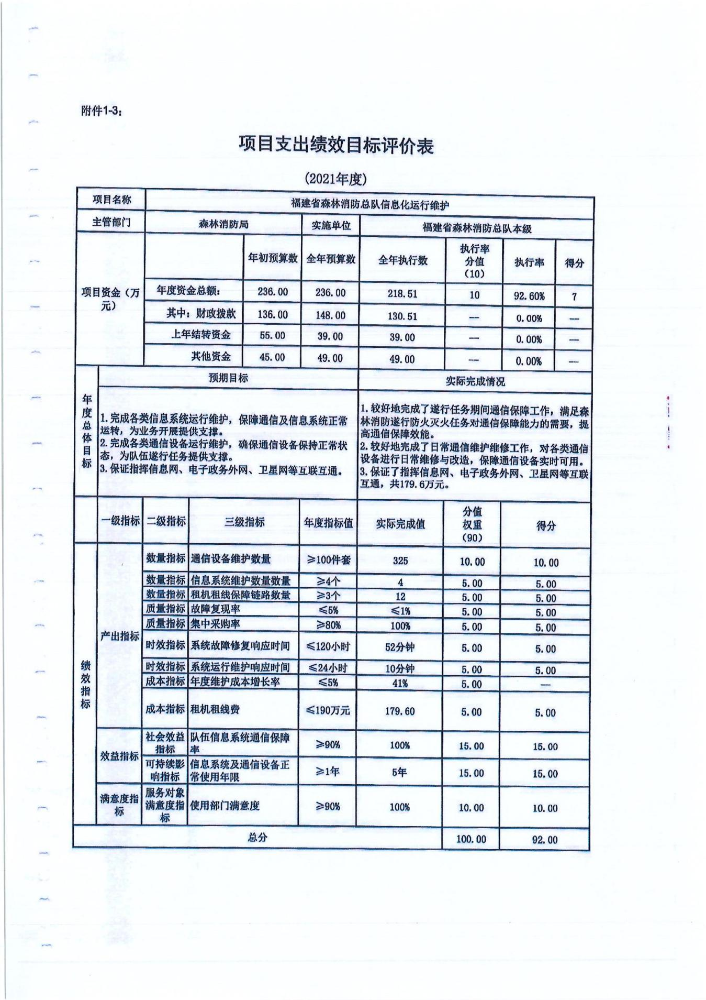 附件1-3：
项目支出绩效目标评价表
（2021年度）
项目名称 福建省森林消防总队信息化运行维护
主管部门 森林消防局 实施单位 福建省森林消防总队本级
项目资金（万元） 年初预算数 全年预算数 全年执行数 执行率分值（10） 执行率 得分
年度资金总额： 236.00 236.00 218.51 10 92.60% 7
其中：财政拨款 136.00 148.00 130.51 —— 0.00% ——
上年结转资金 55.00 39.00 39.00 —— 0.00% ——
其他资金 45.00 49.00 49.00 —— 0.00% ——
年度总体目标
预期目标 实际完成情况
1.完成各类信息系统运行维护，保障通信及信息系统正常
运转，为业务开展提供支撑。
2.完成各类通信设备运行维护，确保通信设备保持正常状
态，为队伍遂行任务提供支撑。
3.保证指挥信息网、电子政务外网、卫星网等互联互通。
1.较好地完成了遂行任务期间通信保障工作，满足森
林消防遂行防火灭火任务对通信保障能力的需要，提
高通信保障效能。
2.较好地完成了日常通信维护维修工作，对各类通信
设备进行日常维修与改造，保障通信设备实时可用。
3.保证了指挥信息网、电子政务外网、卫星网等互联
互通，共179.6万元。
一级指标 二级指标 三级指标 年度指标值 实际完成值 分值权重（90） 得分
绩效指标
产出指标
数量指标 通信设备维护数量 ≥100件套 325 10.00 10.00
数量指标 信息系统维护数量数量 ≥4个 4 5.00 5.00
数量指标 租机租线保障链路数量 ≥3个 12 5.00 5.00
质量指标 故障复现率 ≤5% ≤1% 5.00 5.00
质量指标 集中采购率 ≥80% 100% 5.00 5.00
时效指标 系统故障修复响应时间 ≤120小时 52分钟 5.00 5.00
时效指标 系统运行维护响应时间 ≤24小时 10分钟 5.00 5.00
成本指标 年度维护成本增长率 ≤5% 41% 5.00 —
成本指标 租机租线费 ≤190万元 179.60 5.00 5.00
效益指标
社会效益指标 队伍信息系统通信保障率 ≥90% 100% 15.00 15.00
可持续影响指标 信息系统及通信设备正常使用年限 ≥1年 5年 15.00 15.00
满意度指标 服务对象满意度指标 使用部门满意度 ≥90% 100% 10.00 10.00
总分 100.00 92.00